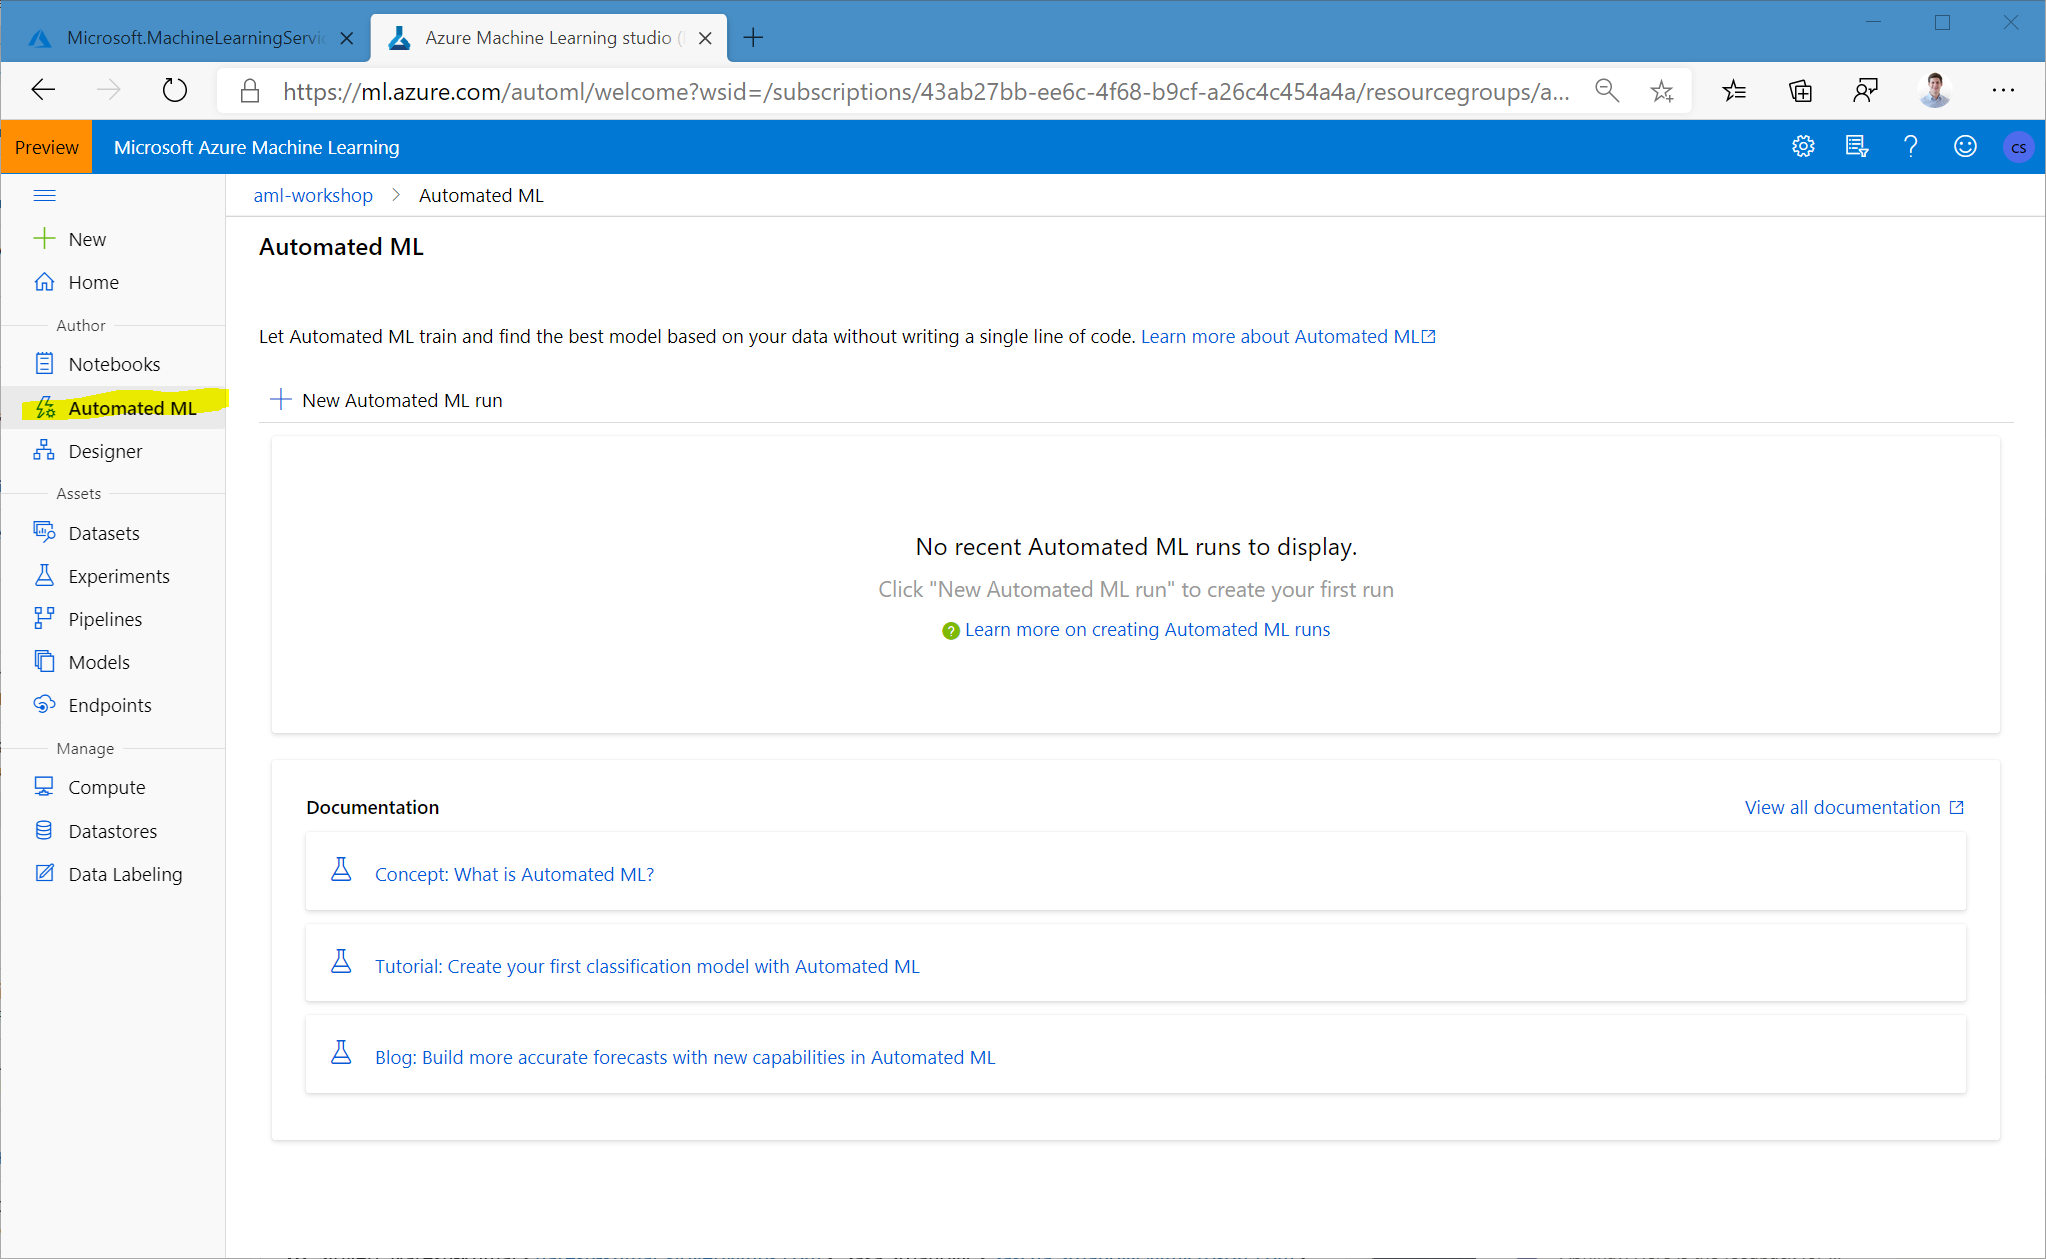 Microsoft.MachineLearningServic
Azure Machine Learning studio (
https://ml.azure.com/automl/welcome?wsid=/subscriptions/43ab27bb-ee6c-4f68-b9cf-a26c4c454a4a/resourcegroups/a...
Preview
Microsoft Azure Machine Learning
?
CS
aml-workshop > Automated ML
New
Home
Author
Notebooks
Automated ML
Designer
Assets
Datasets
Experiments
Pipelines
Models
Endpoints
Manage
Compute
Datastores
Data Labeling
Automated ML
Let Automated ML train and find the best model based on your data without writing a single line of code. Learn more about Automated ML
New Automated ML run
No recent Automated ML runs to display.
Click "New Automated ML run" to create your first run
Learn more on creating Automated ML runs
Documentation
View all documentation
Concept: What is Automated ML?
Tutorial: Create your first classification model with Automated ML
Blog: Build more accurate forecasts with new capabilities in Automated ML